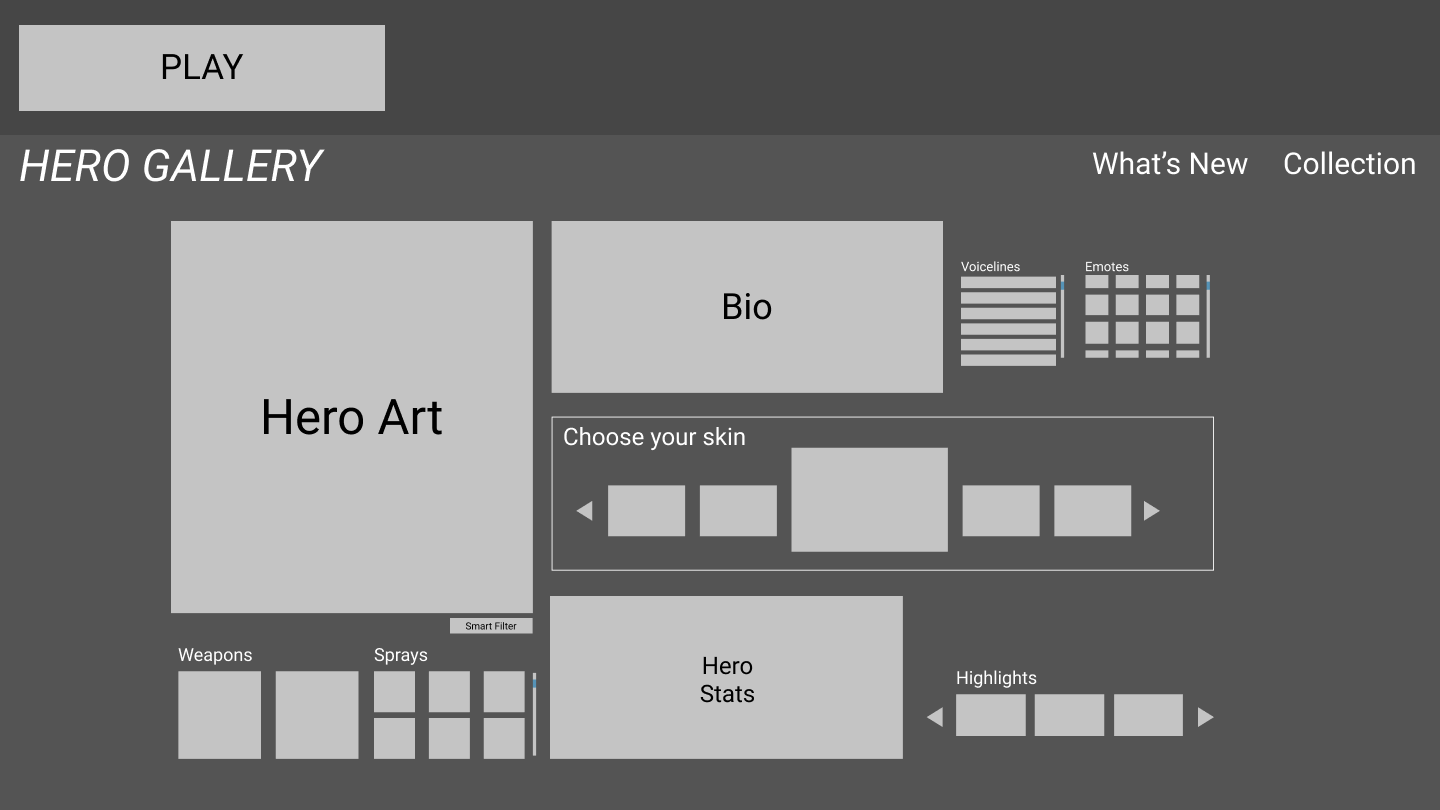 PLAY
HERO GALLERY
What's New
Collection
Hero Art
Bio
Voicelines
Emotes
Choose your skin
Smart Filter
Weapons
Sprays
Hero
Stats
Highlights